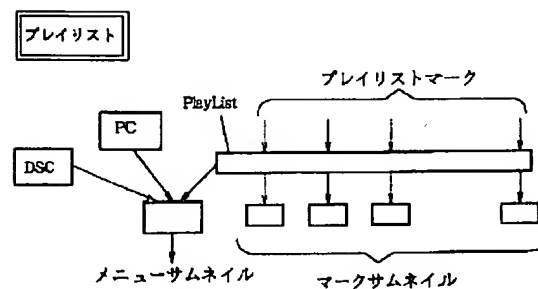 プレイリスト
プレイリストマーク
PlayList
PC
DSC
メニューサムネイル
マークサムネイル